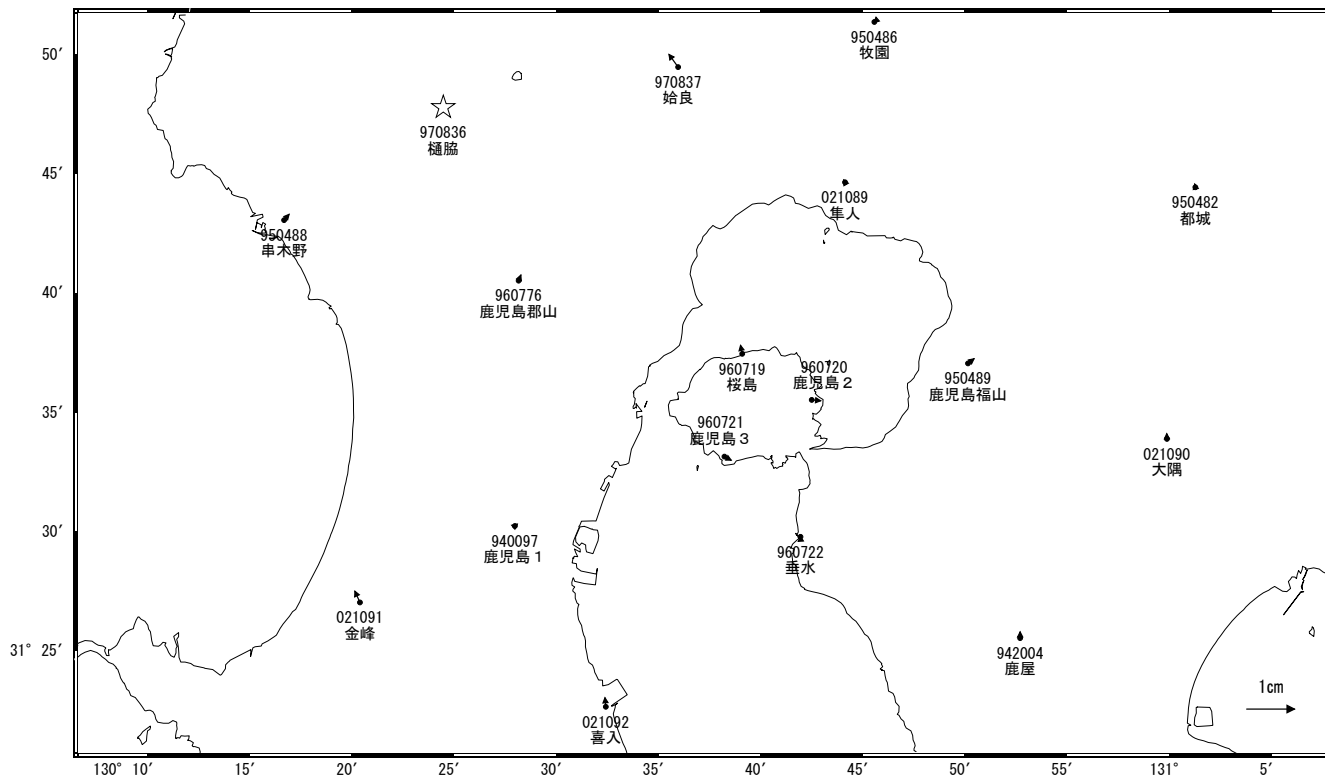 950486
牧園
50′
970837
姶良
970836
樋脇
45′
021089
隼人
950482
都城
950488
串木野
40′
960776
鹿児島郡山
960719
桜島
960720
鹿児島2
950489
鹿児島福山
35′
960721
鹿児島3
021090
大隅
30′
940097
鹿児島1
960722
垂水
021091
金峰
31° 25′
942004
鹿屋
1cm
021092
喜入
130° 10′ 15′ 20′ 25′ 30′ 35′ 40′ 45′ 50′ 55′ 131° 5′